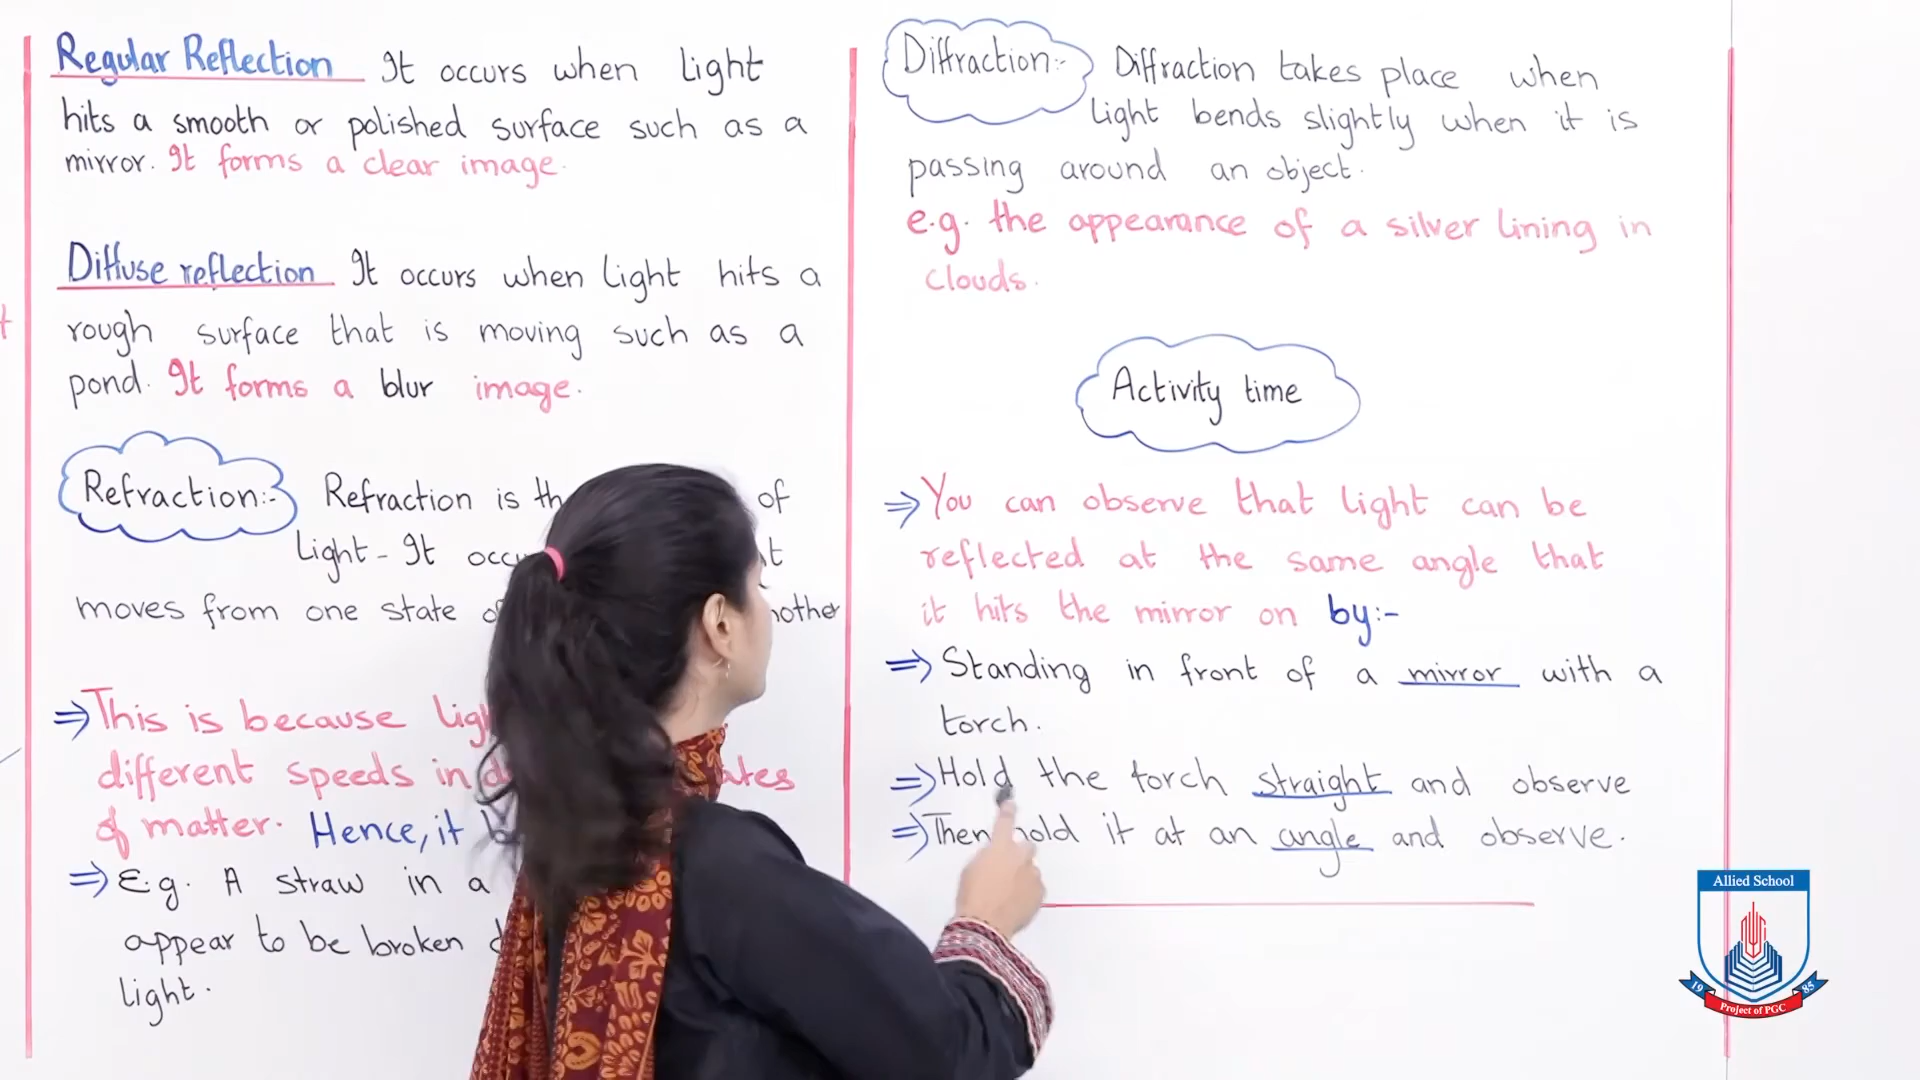 Regular Reflection It occurs when light
hits a smooth or polished surface such as a
mirror. It forms a clear image.
Diffuse reflection It occurs when light hits a
rough surface that is moving such as a
pond. It forms a blur image.
Refraction:- Refraction is of
light - It
moves from one state
This is because
different speeds in
of matter. Hence, it
E.g. A straw in a
appear to be broken
light.
Diffraction:- Diffraction takes place when
light bends slightly when it is
passing around an object.
e.g. the appearance of a silver lining in
clouds.
Activity time
⇒ You can observe that light can be
reflected at the same angle that
it hits the mirror on by:-
⇒ Standing in front of a mirror with a
torch.
⇒ Hold the torch straight and observe
⇒ Then hold it at an angle and observe.
Allied School
19 85
Project of PGC